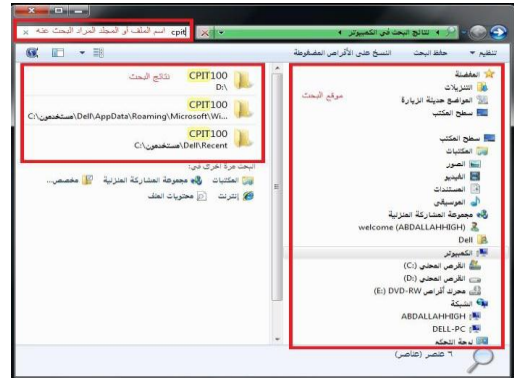 نتائج البحث في الكمبيوتر
cpit اسم الملف أو المجلد المراد البحث عنه
تنظيم
حفظ البحث
النسخ على الأقراص المضغوطة
المفضلة
التنزيلات
المواضع حديثة الزيارة
سطح المكتب
موقع البحث
سطح المكتب
المكتبات
الصور
الفيديو
المستندات
الموسيقى
مجموعة المشاركة المنزلية
welcome (ABDALLAHHIGH)
Dell
الكمبيوتر
القرص المحلي (C:)
القرص المحلي (D:)
محرك أقراص DVD-RW (E:)
الشبكة
ABDALLAHHIGH
DELL-PC
لوحة التحكم
CPIT100 نتائج البحث
D:\
CPIT100
C:\مستخدمون\Dell\AppData\Roaming\Microsoft\Wi...
CPIT100
C:\مستخدمون\Dell\Recent
البحث مرة أخرى في:
المكتبات
مجموعة المشاركة المنزلية
مخصص...
إنترنت
محتويات الملف
٦ عنصر (عناصر)